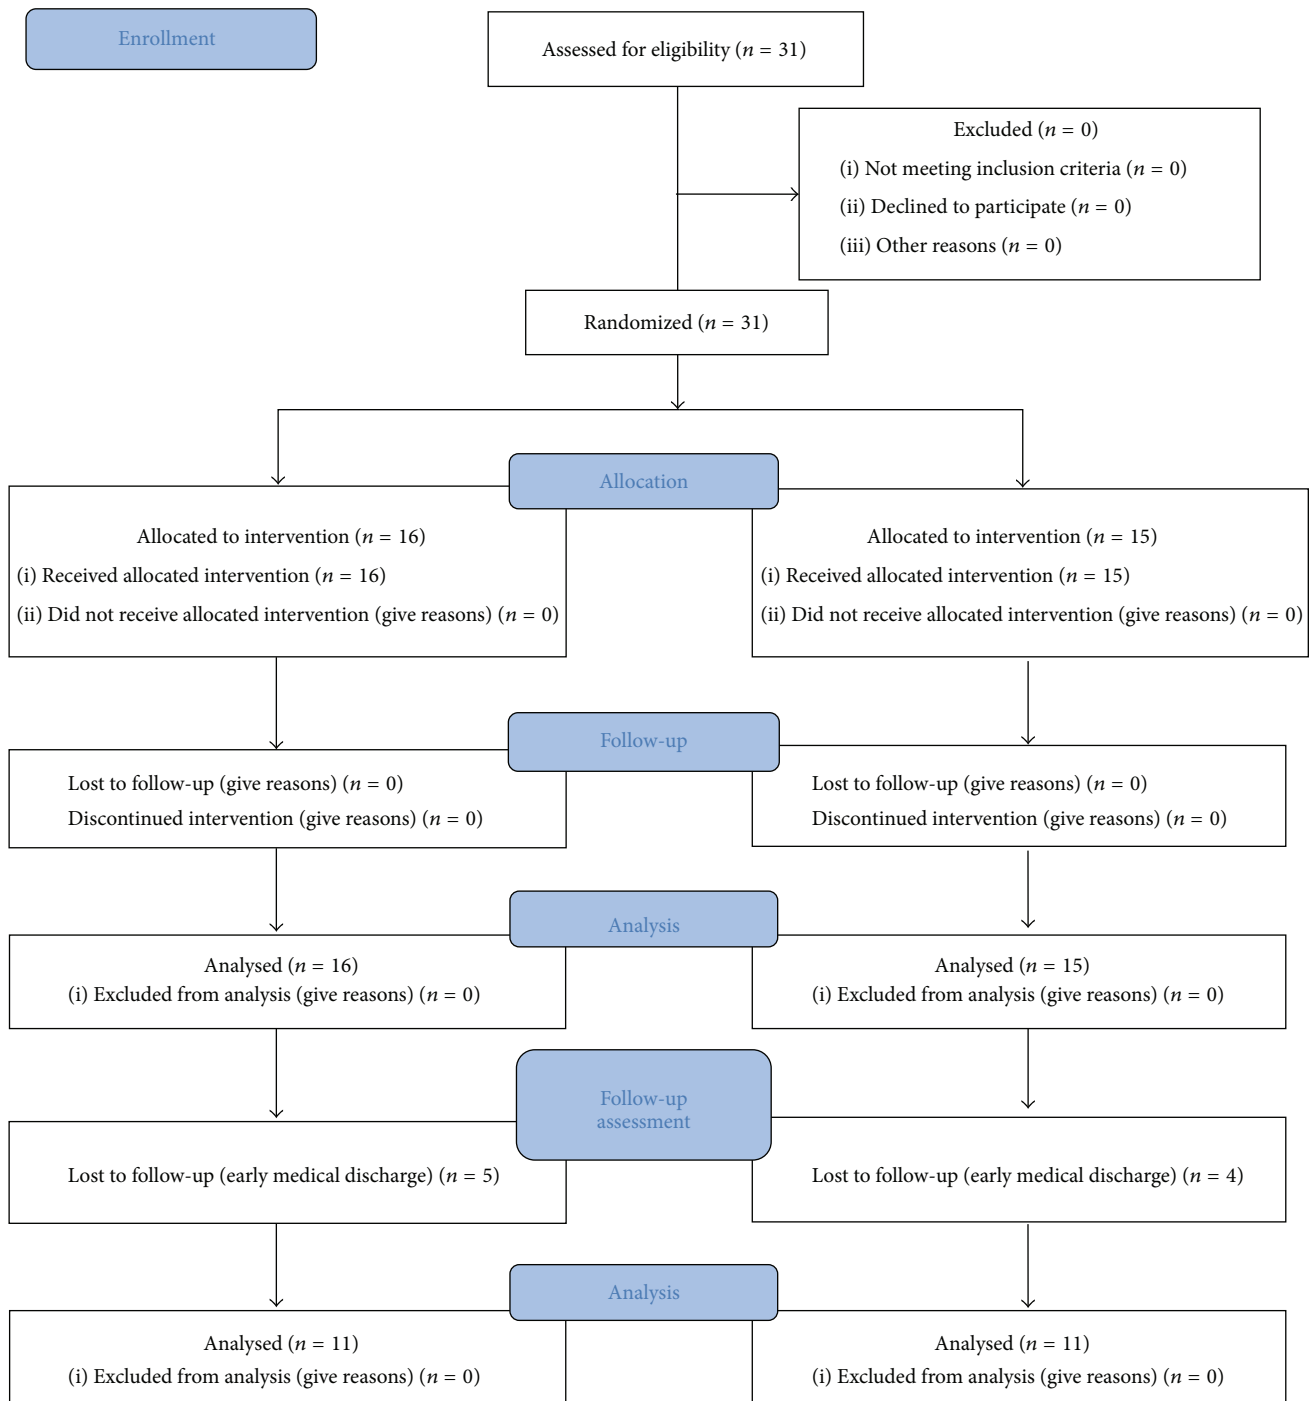 Enrollment
Assessed for eligibility (n = 31)
Excluded (n = 0)
(i) Not meeting inclusion criteria (n = 0)
(ii) Declined to participate (n = 0)
(iii) Other reasons (n = 0)
Randomized (n = 31)
Allocation
Allocated to intervention (n = 16)
(i) Received allocated intervention (n = 16)
(ii) Did not receive allocated intervention (give reasons) (n = 0)
Allocated to intervention (n = 15)
(i) Received allocated intervention (n = 15)
(ii) Did not receive allocated intervention (give reasons) (n = 0)
Follow-up
Lost to follow-up (give reasons) (n = 0)
Discontinued intervention (give reasons) (n = 0)
Lost to follow-up (give reasons) (n = 0)
Discontinued intervention (give reasons) (n = 0)
Analysis
Analysed (n = 16)
(i) Excluded from analysis (give reasons) (n = 0)
Analysed (n = 15)
(i) Excluded from analysis (give reasons) (n = 0)
Follow-up
assessment
Lost to follow-up (early medical discharge) (n = 5)
Lost to follow-up (early medical discharge) (n = 4)
Analysis
Analysed (n = 11)
(i) Excluded from analysis (give reasons) (n = 0)
Analysed (n = 11)
(i) Excluded from analysis (give reasons) (n = 0)